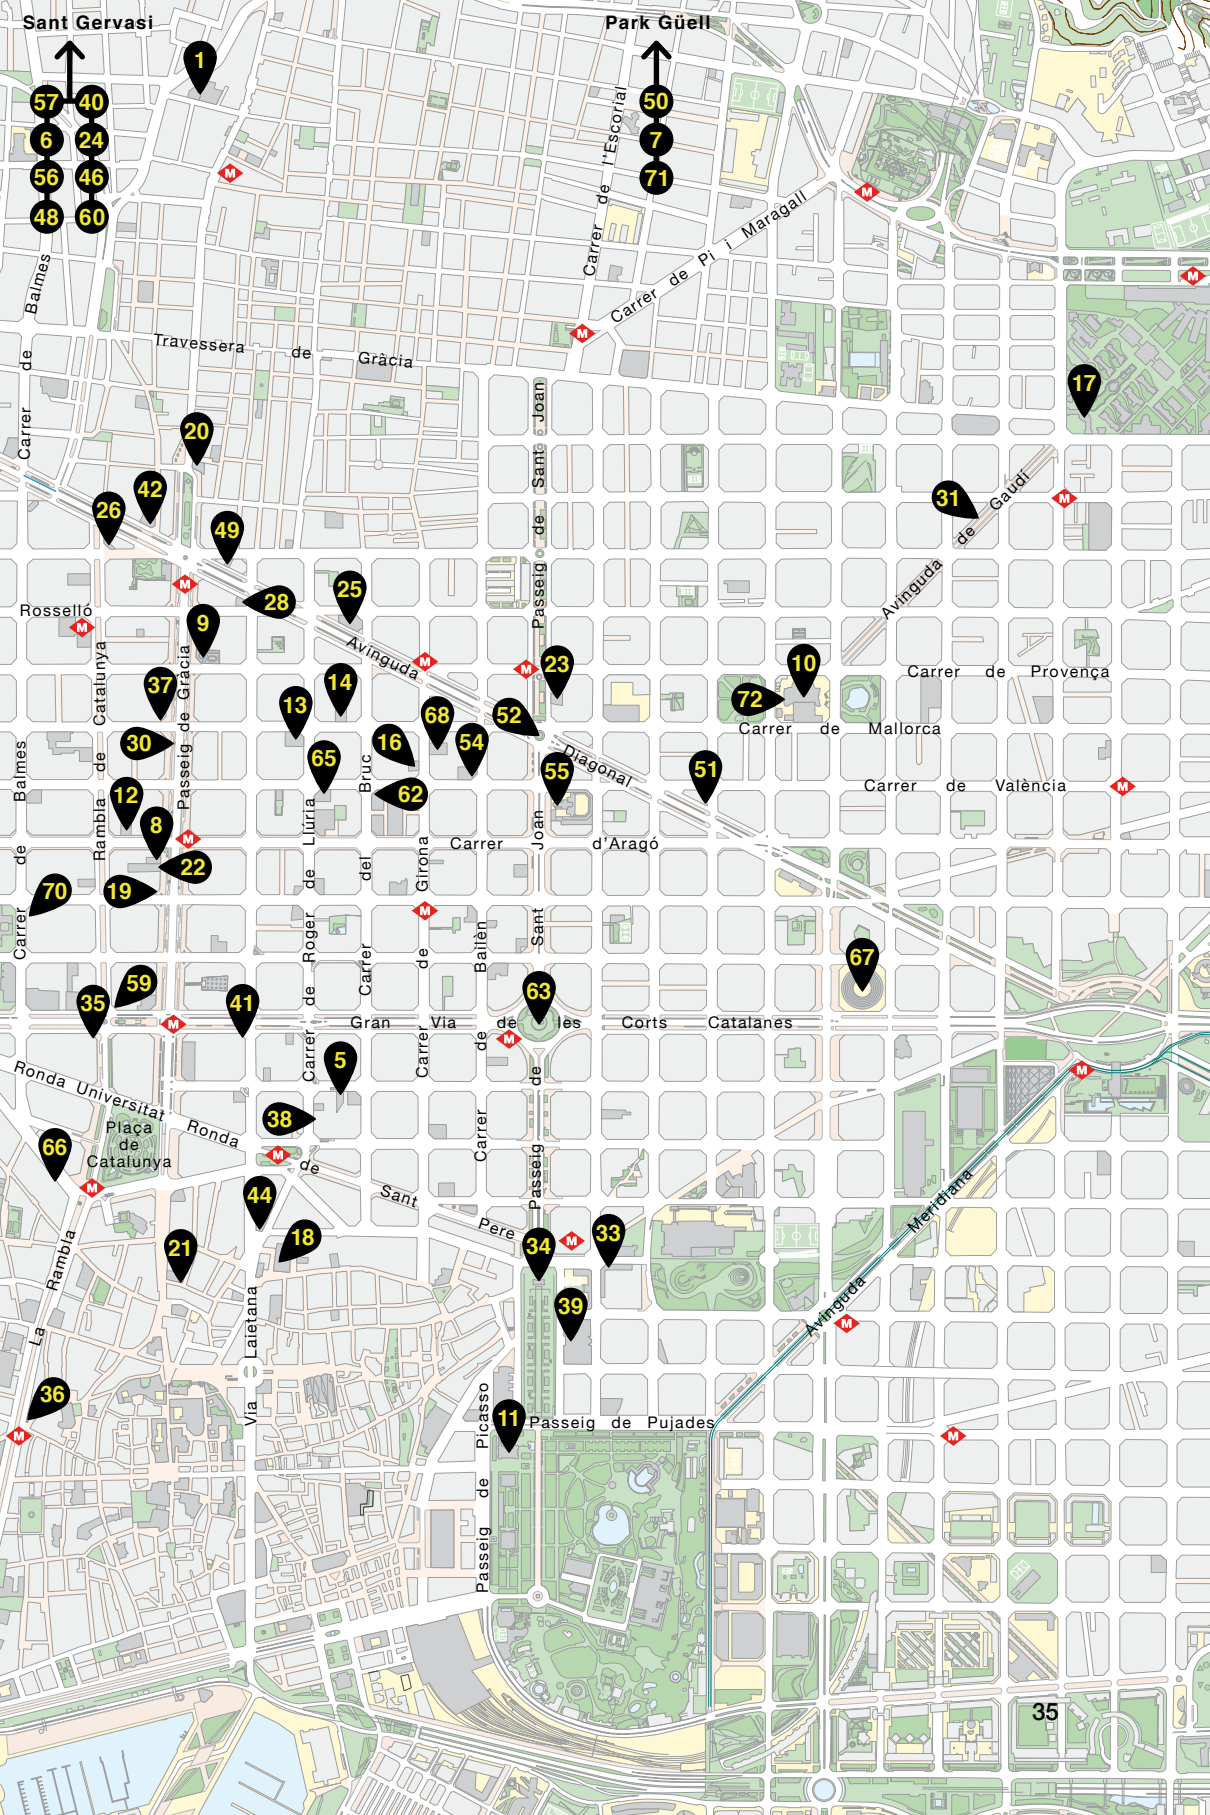 Sant Gervasi
Park Güell
1
57 40
50
6 24
7
56 46
71
48 60
M
M
Carrer de l'Escorial
Carrer de Pi i Maragall
M
M
Carrer de Balmes
Travessera de Gràcia
17
Passeig de Sant Joan
20
42
26
31
M
49
Avinguda de Gaudí
M
25
28
Rosselló
M
9
Avinguda Diagonal
M
M
23
10
Carrer de Provença
37
14
72
13
68
52
Carrer de Mallorca
30
16
54
65
55
51
62
Carrer de València
M
12
8
M
Carrer d'Aragó
22
70
19
M
Rambla de Catalunya
Passeig de Gràcia
Carrer de Balmes
Carrer de Roger de Llúria
Carrer del Bruc
Carrer de Girona
Carrer de Bailèn
Passeig de Sant Joan
67
59
35
41
63
M
Gran Via de les Corts Catalanes
M
5
M
Ronda Universitat
38
Plaça
de
Catalunya
Ronda de Sant Pere
M
66
M
44
18
21
34
M
33
Avinguda Meridiana
La Rambla
Via Laietana
39
M
36
M
11
Passeig de Pujades
M
Passeig de Picasso
35